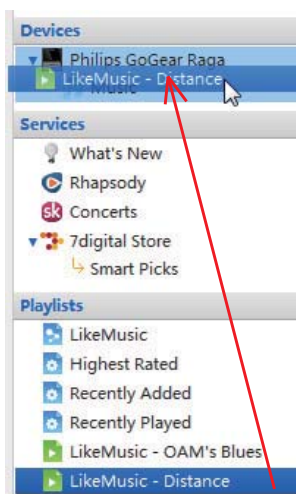 Devices
Philips GoGear Raga
LikeMusic - Distance
Music
Services
What's New
Rhapsody
sk Concerts
7digital Store
Smart Picks
Playlists
LikeMusic
Highest Rated
Recently Added
Recently Played
LikeMusic - OAM's Blues
LikeMusic - Distance